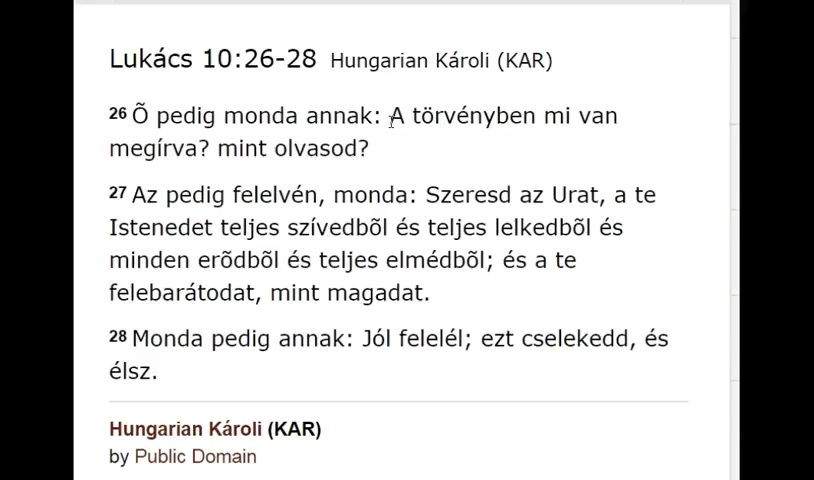 Lukács 10:26-28 Hungarian Károli (KAR)
26 Õ pedig monda annak: A törvényben mi van
megírva? mint olvasod?
27 Az pedig felelvén, monda: Szeresd az Urat, a te
Istenedet teljes szívedbõl és teljes lelkedbõl és
minden erõdbõl és teljes elmédbõl; és a te
felebarátodat, mint magadat.
28 Monda pedig annak: Jól felelél; ezt cselekedd, és
élsz.
Hungarian Károli (KAR)
by Public Domain